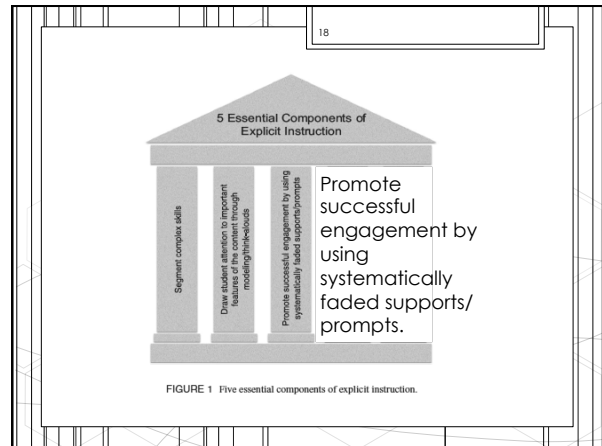 18
5 Essential Components of
Explicit Instruction
Segment complex skills
Draw student attention to important
features of the content through
modeling/think-alouds
Promote successful engagement by using
systematically faded supports/prompts
Promote
successful
engagement by
using
systematically
faded supports/
prompts.
FIGURE 1 Five essential components of explicit instruction.